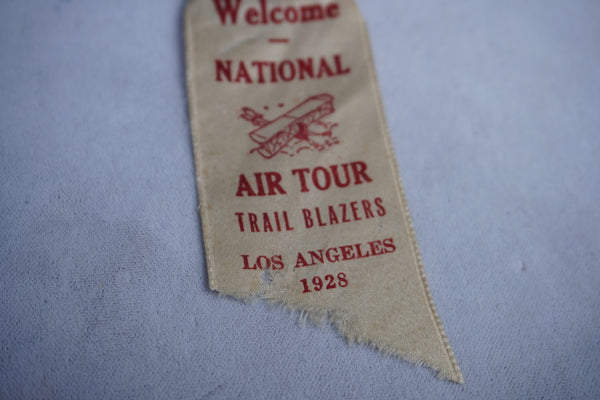 Welcome
NATIONAL
AIR TOUR
TRAIL BLAZERS
LOS ANGELES
1928